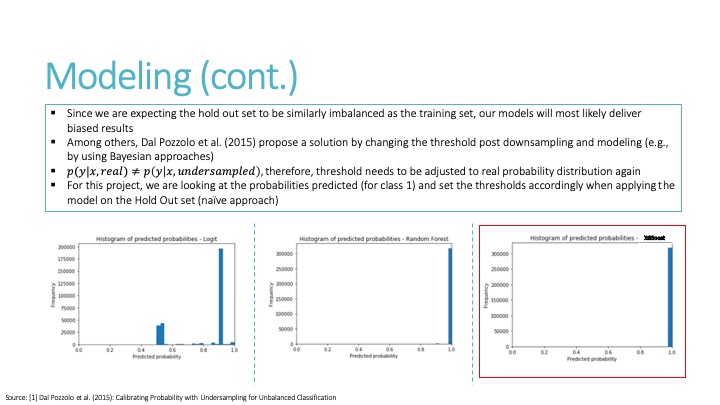 Modeling (cont.)
▪ Since we are expecting the hold out set to be similarly imbalanced as the training set, our models will most likely deliver
biased results
▪ Among others, Dal Pozzolo et al. (2015) propose a solution by changing the threshold post downsampling and modeling (e.g.,
by using Bayesian approaches)
▪ p(y|x, real) ≠ p(y|x, undersampled), therefore, threshold needs to be adjusted to real probability distribution again
▪ For this project, we are looking at the probabilities predicted (for class 1) and set the thresholds accordingly when applying the
model on the Hold Out set (naïve approach)
Histogram of predicted probabilities - Logit
200000
175000
150000
125000
100000
75000
50000
25000
0
Frequency
0.0 0.2 0.4 0.6 0.8 1.0
Predicted probability
Histogram of predicted probabilities - Random Forest
300000
250000
200000
150000
100000
50000
0
Frequency
0.0 0.2 0.4 0.6 0.8 1.0
Predicted probability
Histogram of predicted probabilities - XGBoost
300000
250000
200000
150000
100000
50000
0
Frequency
0.0 0.2 0.4 0.6 0.8 1.0
Predicted probability
Source: [1] Dal Pozzolo et al. (2015): Calibrating Probability with Undersampling for Unbalanced Classification